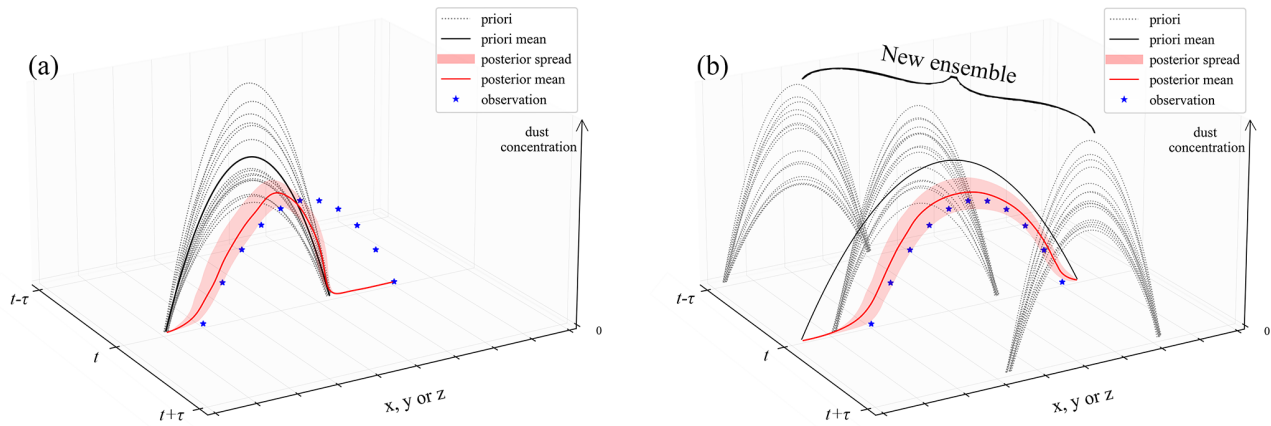 (a)
priori
priori mean
posterior spread
posterior mean
observation
dust
concentration
0
t-τ
t
t+τ
x, y or z
(b)
New ensemble
priori
priori mean
posterior spread
posterior mean
observation
dust
concentration
0
t-τ
t
t+τ
x, y or z